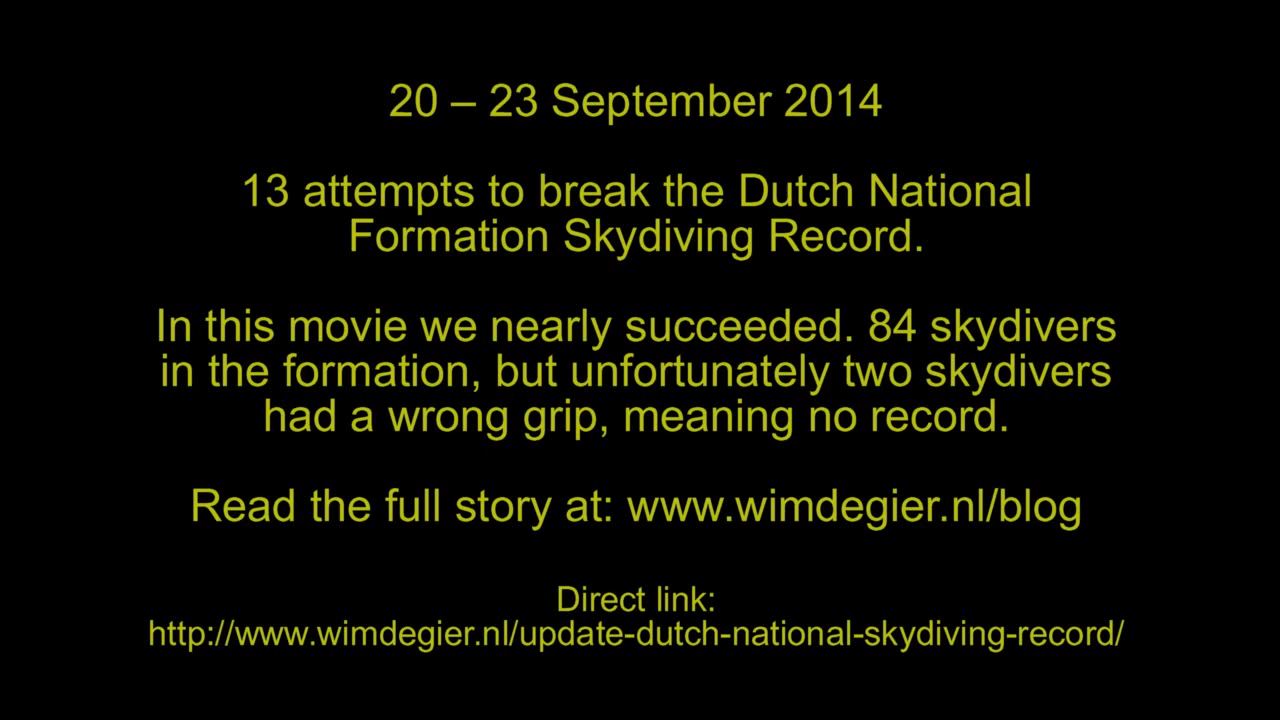 20 – 23 September 2014
13 attempts to break the Dutch National
Formation Skydiving Record.
In this movie we nearly succeeded. 84 skydivers
in the formation, but unfortunately two skydivers
had a wrong grip, meaning no record.
Read the full story at: www.wimdegier.nl/blog
Direct link:
http://www.wimdegier.nl/update-dutch-national-skydiving-record/